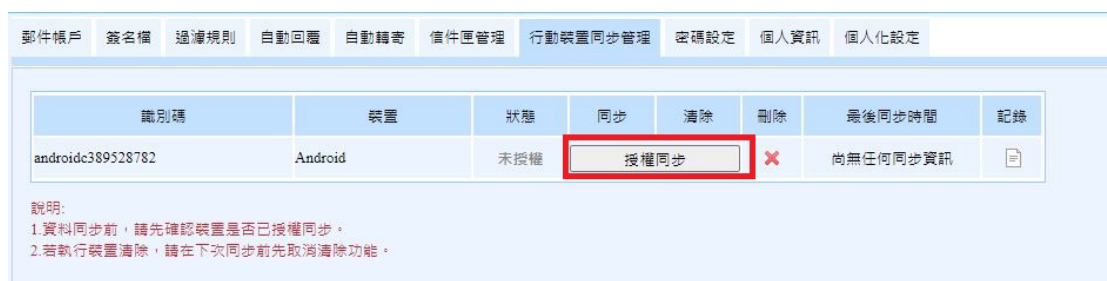 郵件帳戶 簽名檔 過濾規則 自動回覆 自動轉寄 信件匣管理 行動裝置同步管理 密碼設定 個人資訊 個人化設定
識別碼 裝置 狀態 同步 清除 刪除 最後同步時間 記錄
androidc389528782 Android 未授權 授權同步 尚無任何同步資訊
說明:
1.資料同步前，請先確認裝置是否已授權同步。
2.若執行裝置清除，請在下次同步前先取消清除功能。